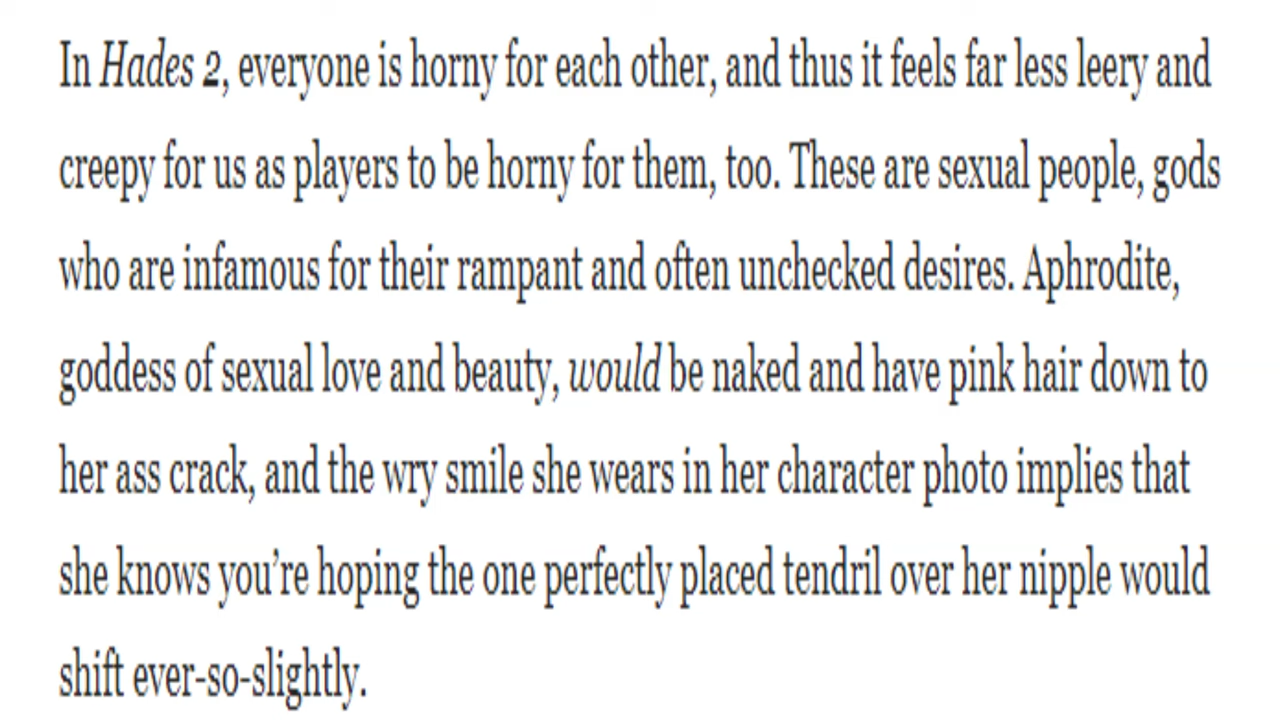 In Hades 2, everyone is horny for each other, and thus it feels far less leery and
creepy for us as players to be horny for them, too. These are sexual people, gods
who are infamous for their rampant and often unchecked desires. Aphrodite,
goddess of sexual love and beauty, would be naked and have pink hair down to
her ass crack, and the wry smile she wears in her character photo implies that
she knows you’re hoping the one perfectly placed tendril over her nipple would
shift ever-so-slightly.